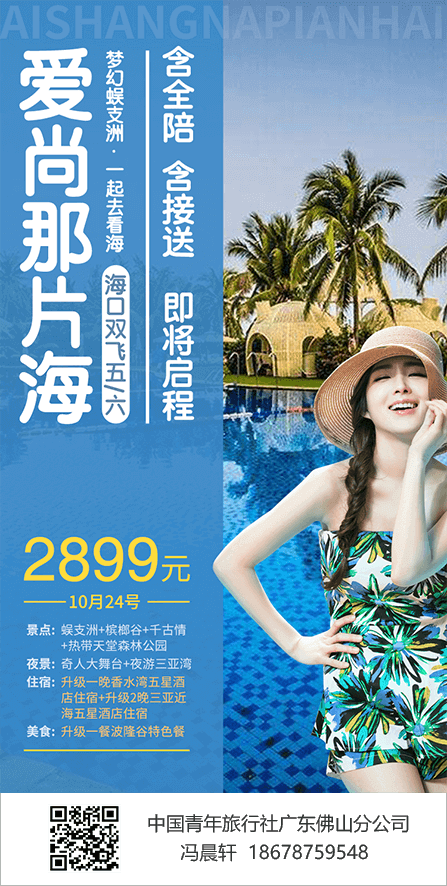 AISHANGNAPIANHAI
爱尚那片海
梦幻蜈支洲·一起去看海
海口双飞五/六
含全陪 含接送 即将启程
2899元
10月24号
景点: 蜈支洲+槟榔谷+千古情
+热带天堂森林公园
夜景: 奇人大舞台+夜游三亚湾
住宿: 升级一晚香水湾五星酒
店住宿+升级2晚三亚近
海五星酒店住宿
美食: 升级一餐波隆谷特色餐
中国青年旅行社广东佛山分公司
冯晨轩 18678759548